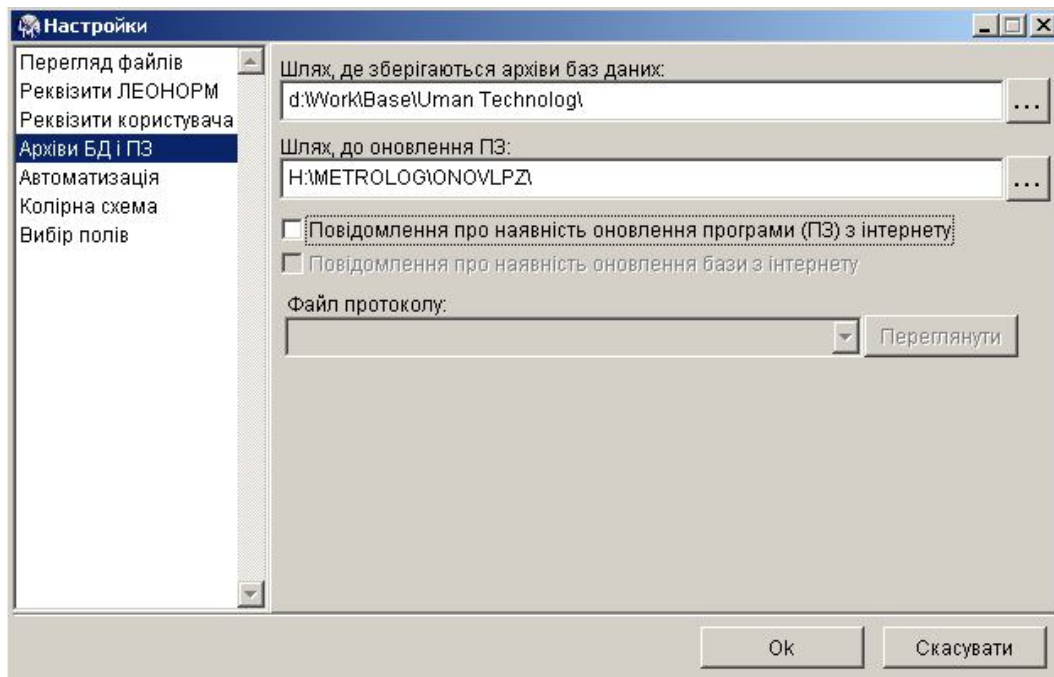 Настройки
Перегляд файлів
Реквізити ЛЕОНОРМ
Реквізити користувача
Архіви БД і ПЗ
Автоматизація
Колірна схема
Вибір полів
Шлях, де зберігаються архіви баз даних:
d:\Work\Base\Uman Technolog\
...
Шлях, до оновлення ПЗ:
H:\METROLOG\ONOVLPZ\
...
Повідомлення про наявність оновлення програми (ПЗ) з інтернету
Повідомлення про наявність оновлення бази з інтернету
Файл протоколу:
Переглянути
Ok
Скасувати